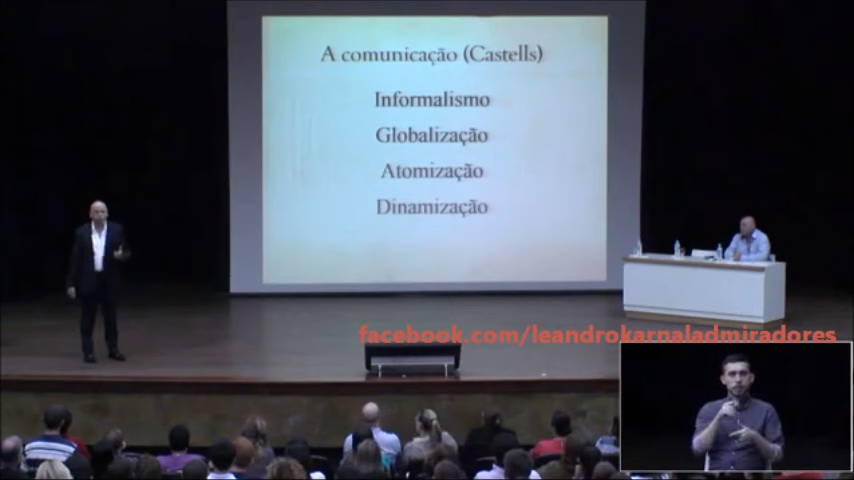 A comunicação (Castells)
Informalismo
Globalização
Atomização
Dinamização
facebook.com/leandrokarnaladmiradores